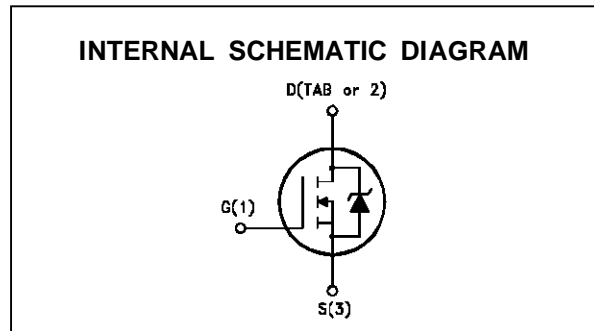 INTERNAL SCHEMATIC DIAGRAM
D(TAB or 2)
G(1)
S(3)